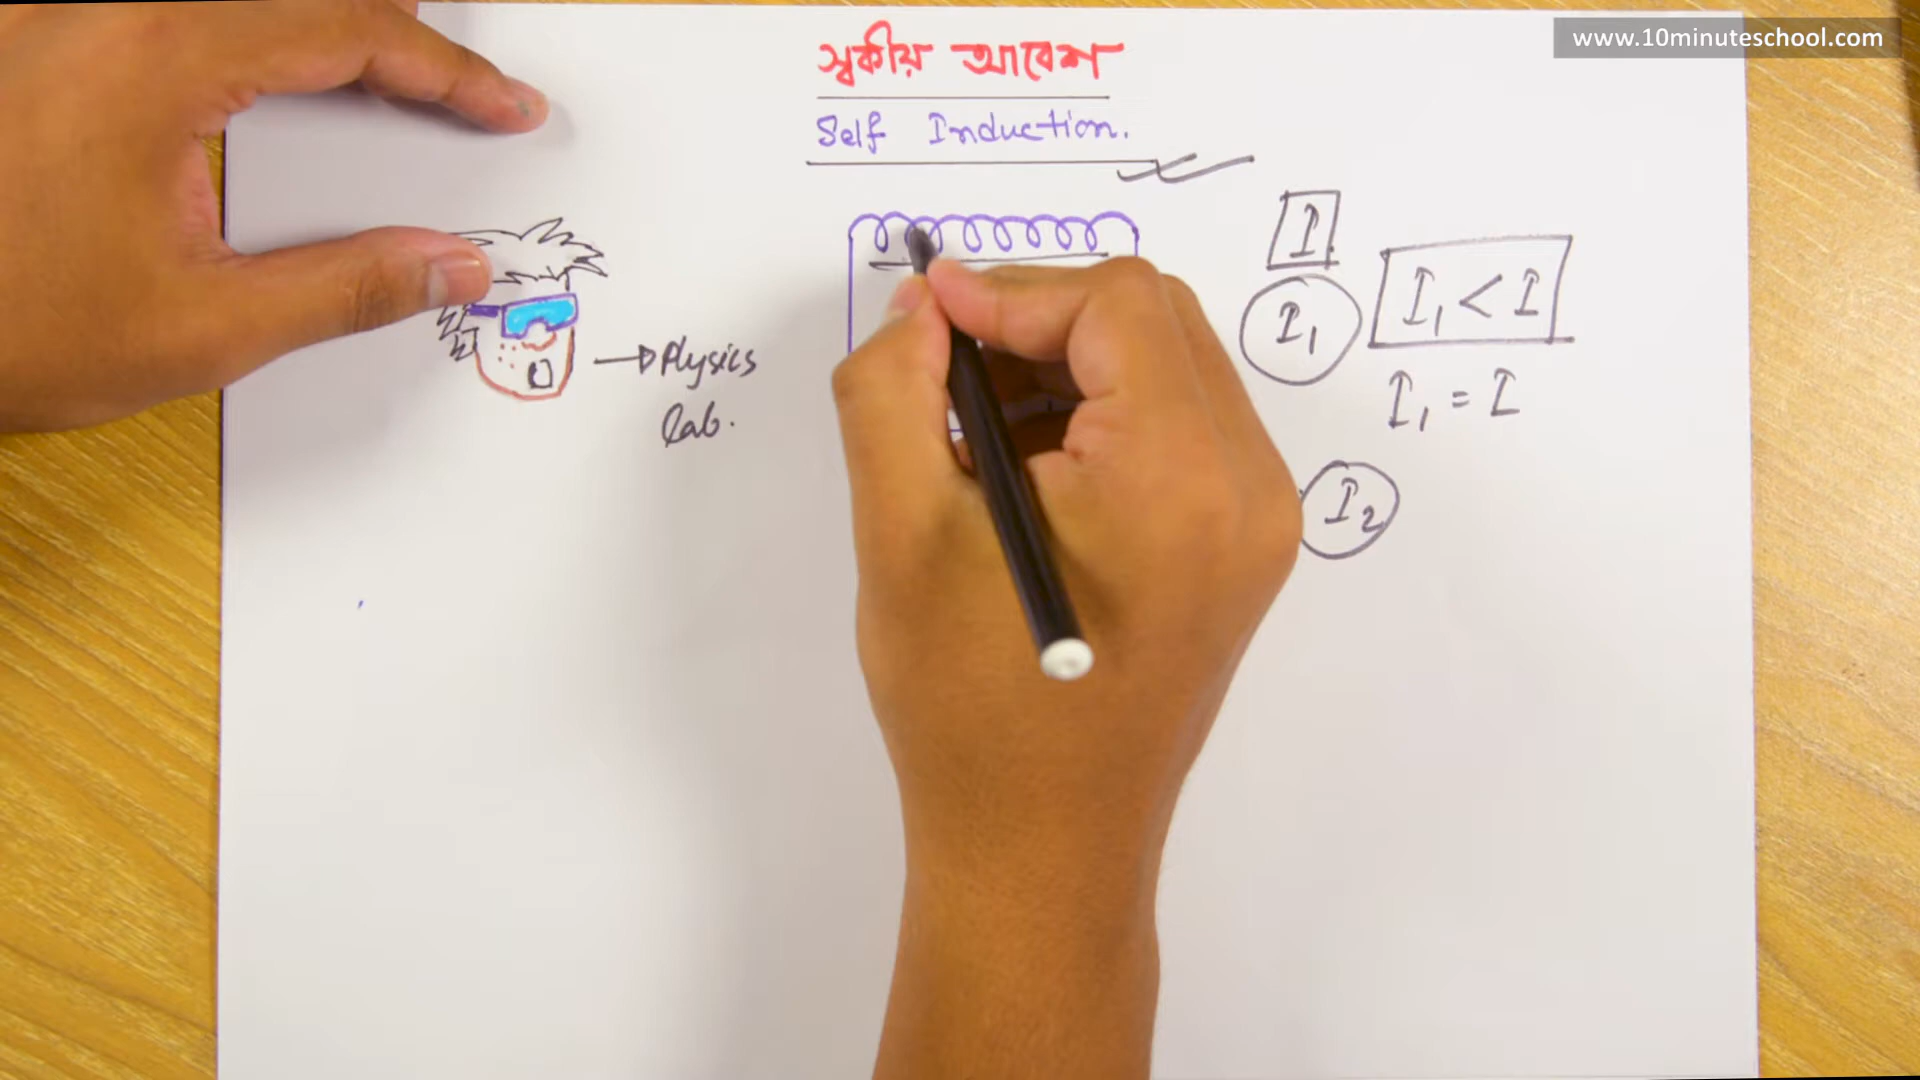 www.10minuteschool.com
স্বকীয় আবেশ
Self Induction.
I
I₁
I₁ < I
I₁ = I
Physics
Lab.
I₂